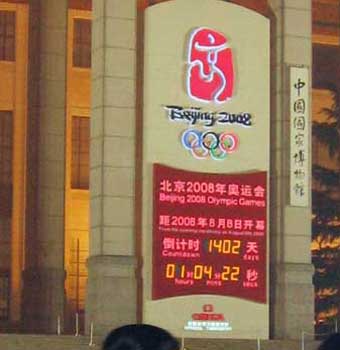 Beijing 2008
中国国家博物馆
北京2008年奥运会
Beijing 2008 Olympic Games
距2008年8月8日开幕
倒计时 1402 天
Countdown days
01:04:22 秒
hours mins